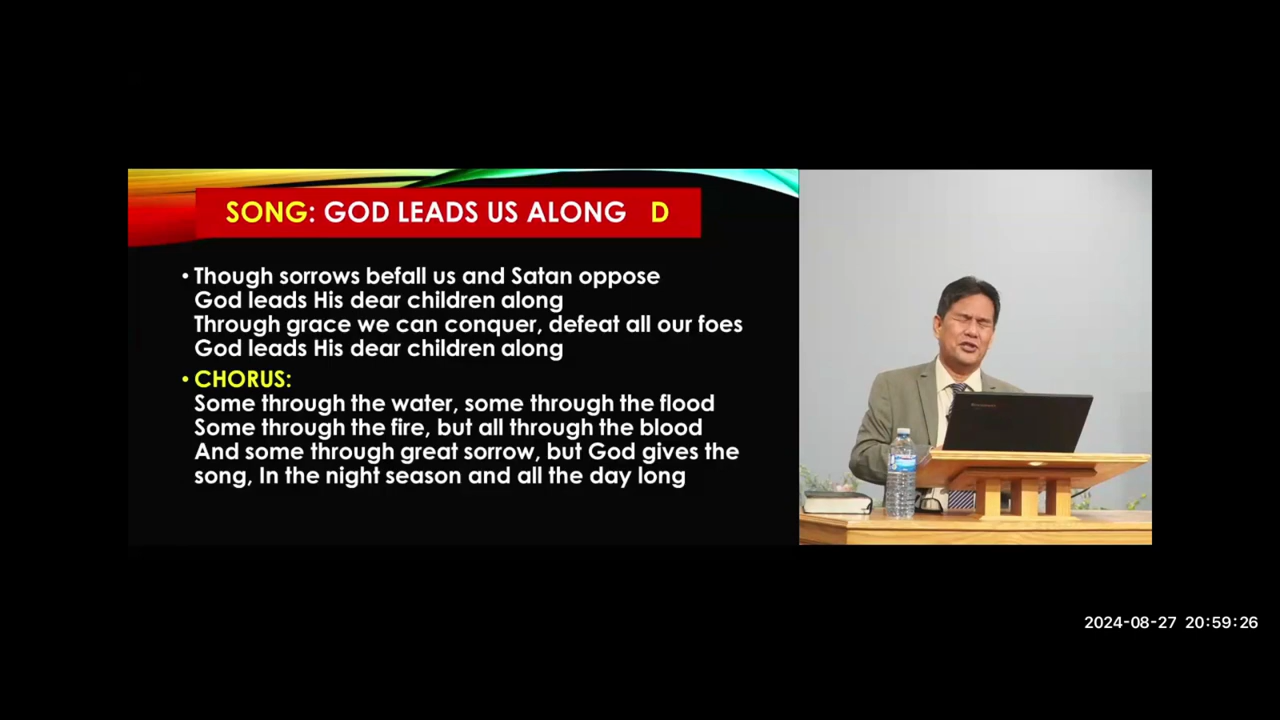 SONG: GOD LEADS US ALONG D
• Though sorrows befall us and Satan oppose
God leads His dear children along
Through grace we can conquer, defeat all our foes
God leads His dear children along
• CHORUS:
Some through the water, some through the flood
Some through the fire, but all through the blood
And some through great sorrow, but God gives the
song, In the night season and all the day long
2024-08-27 20:59:26